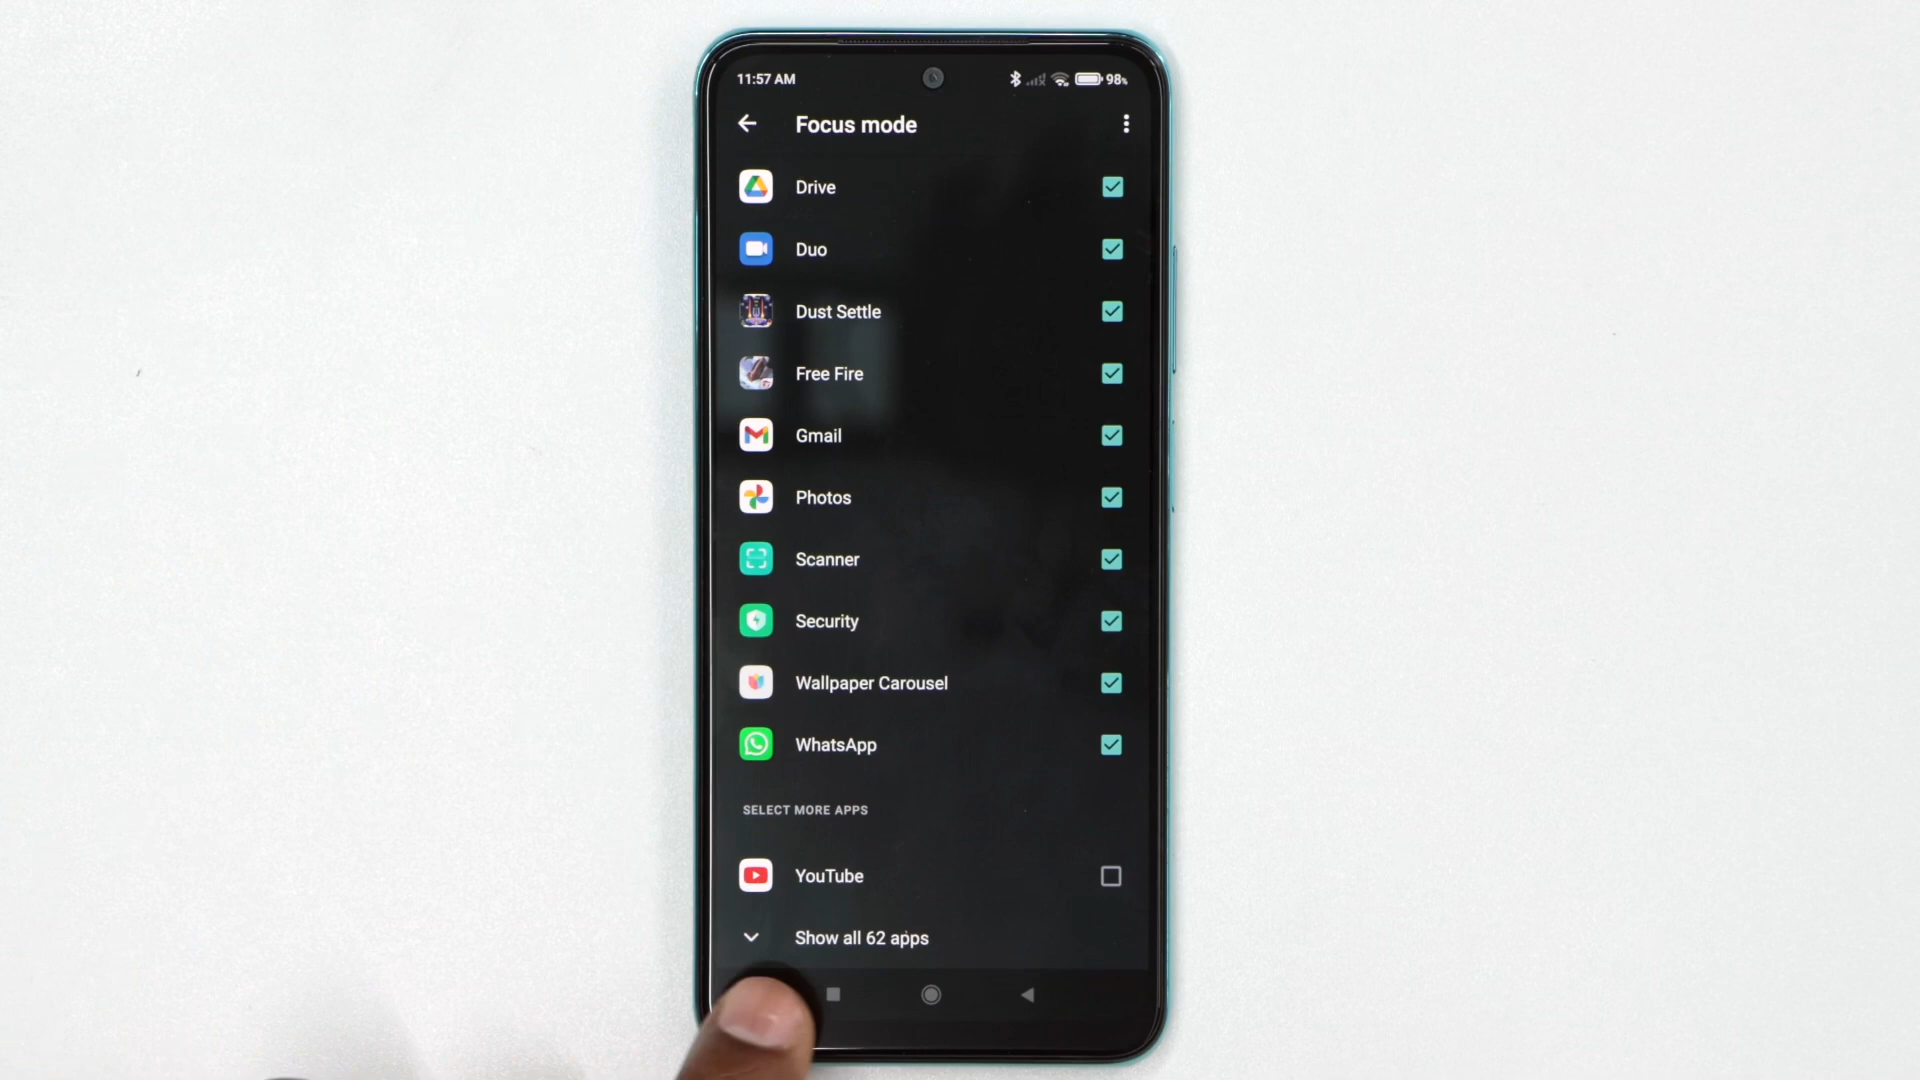 11:57 AM 98%
Focus mode
Drive
Duo
Dust Settle
Free Fire
Gmail
Photos
Scanner
Security
Wallpaper Carousel
WhatsApp
SELECT MORE APPS
YouTube
Show all 62 apps